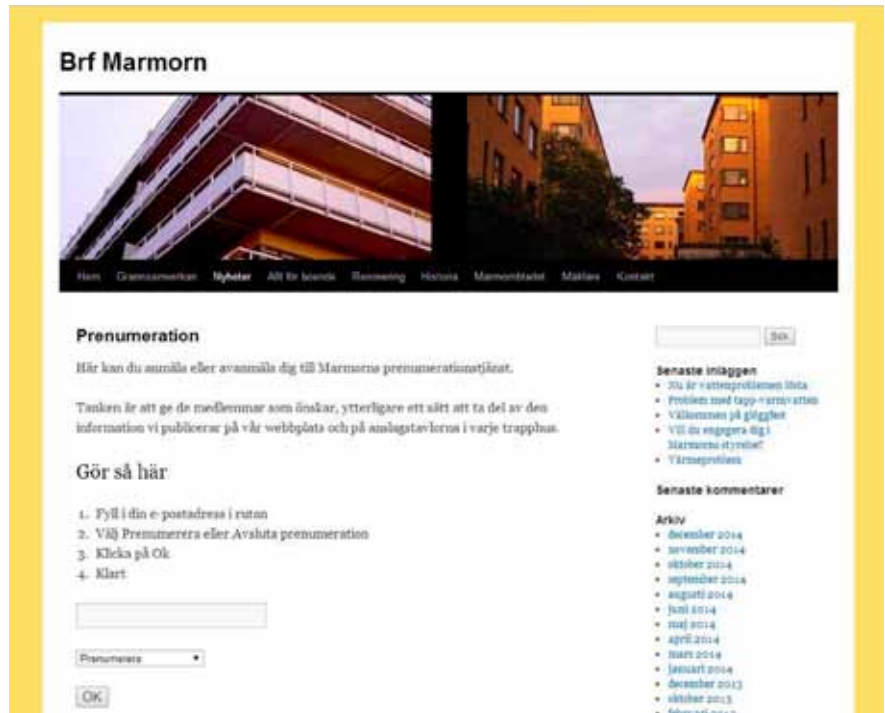 Brf Marmorn
Hem Grannsamverkan Nyheter Allt för boende Renovering Historia Marmorbladet Mäklare Kontakt
Prenumeration
Här kan du anmäla eller avanmäla dig till Marmorns prenumerationstjänst.
Tanken är att ge de medlemmar som önskar, ytterligare ett sätt att ta del av den
information vi publicerar på vår webbplats och på anslagstavlorna i varje trapphus.
Gör så här
1. Fyll i din e-postadress i rutan
2. Välj Prenumerera eller Avsluta prenumeration
3. Klicka på Ok
4. Klart
Prenumerera
OK
Sök
Senaste inläggen
Nu är vattenproblemen lösta
Problem med tapp-varmvatten
Välkommen på glöggfest
Vill du engagera dig i
Marmorns styrelse?
Värmeproblem
Senaste kommentarer
Arkiv
december 2014
november 2014
oktober 2014
september 2014
augusti 2014
juni 2014
maj 2014
april 2014
mars 2014
januari 2014
december 2013
oktober 2013